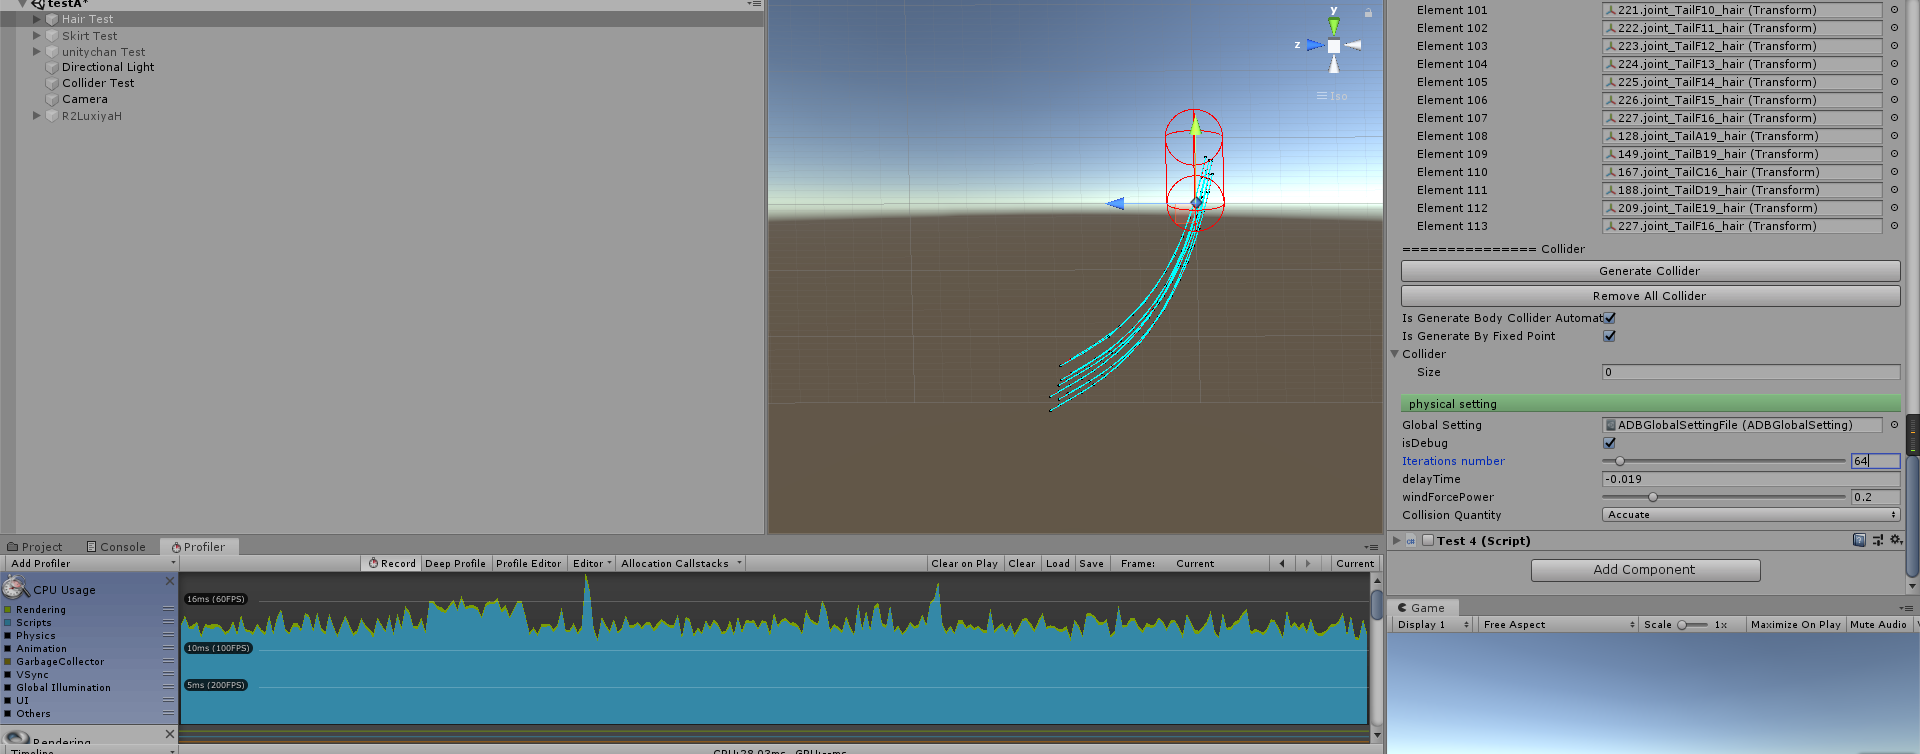 testA*
Hair Test
Skirt Test
unitychan Test
Directional Light
Collider Test
Camera
R2LuxiyaH
y
z
Iso
Element 101 221.joint_TailF10_hair (Transform)
Element 102 222.joint_TailF11_hair (Transform)
Element 103 223.joint_TailF12_hair (Transform)
Element 104 224.joint_TailF13_hair (Transform)
Element 105 225.joint_TailF14_hair (Transform)
Element 106 226.joint_TailF15_hair (Transform)
Element 107 227.joint_TailF16_hair (Transform)
Element 108 128.joint_TailA19_hair (Transform)
Element 109 149.joint_TailB19_hair (Transform)
Element 110 167.joint_TailC16_hair (Transform)
Element 111 188.joint_TailD19_hair (Transform)
Element 112 209.joint_TailE19_hair (Transform)
Element 113 227.joint_TailF16_hair (Transform)
=============== Collider
Generate Collider
Remove All Collider
Is Generate Body Collider Automat
Is Generate By Fixed Point
Collider
Size 0
physical setting
Global Setting ADBGlobalSettingFile (ADBGlobalSetting)
isDebug
Iterations number 64
delayTime -0.019
windForcePower 0.2
Collision Quantity Accuate
Test 4 (Script)
Add Component
Project Console Profiler
Add Profiler Record Deep Profile Profile Editor Editor Allocation Callstacks Clear on Play Clear Load Save Frame: Current Current
CPU Usage
Rendering
Scripts
Physics
Animation
GarbageCollector
VSync
Global Illumination
UI
Others
16ms (60FPS)
10ms (100FPS)
5ms (200FPS)
Rendering
Timeline
CPU:28.03ms
Game
Display 1 Free Aspect Scale 1x Maximize On Play Mute Audio